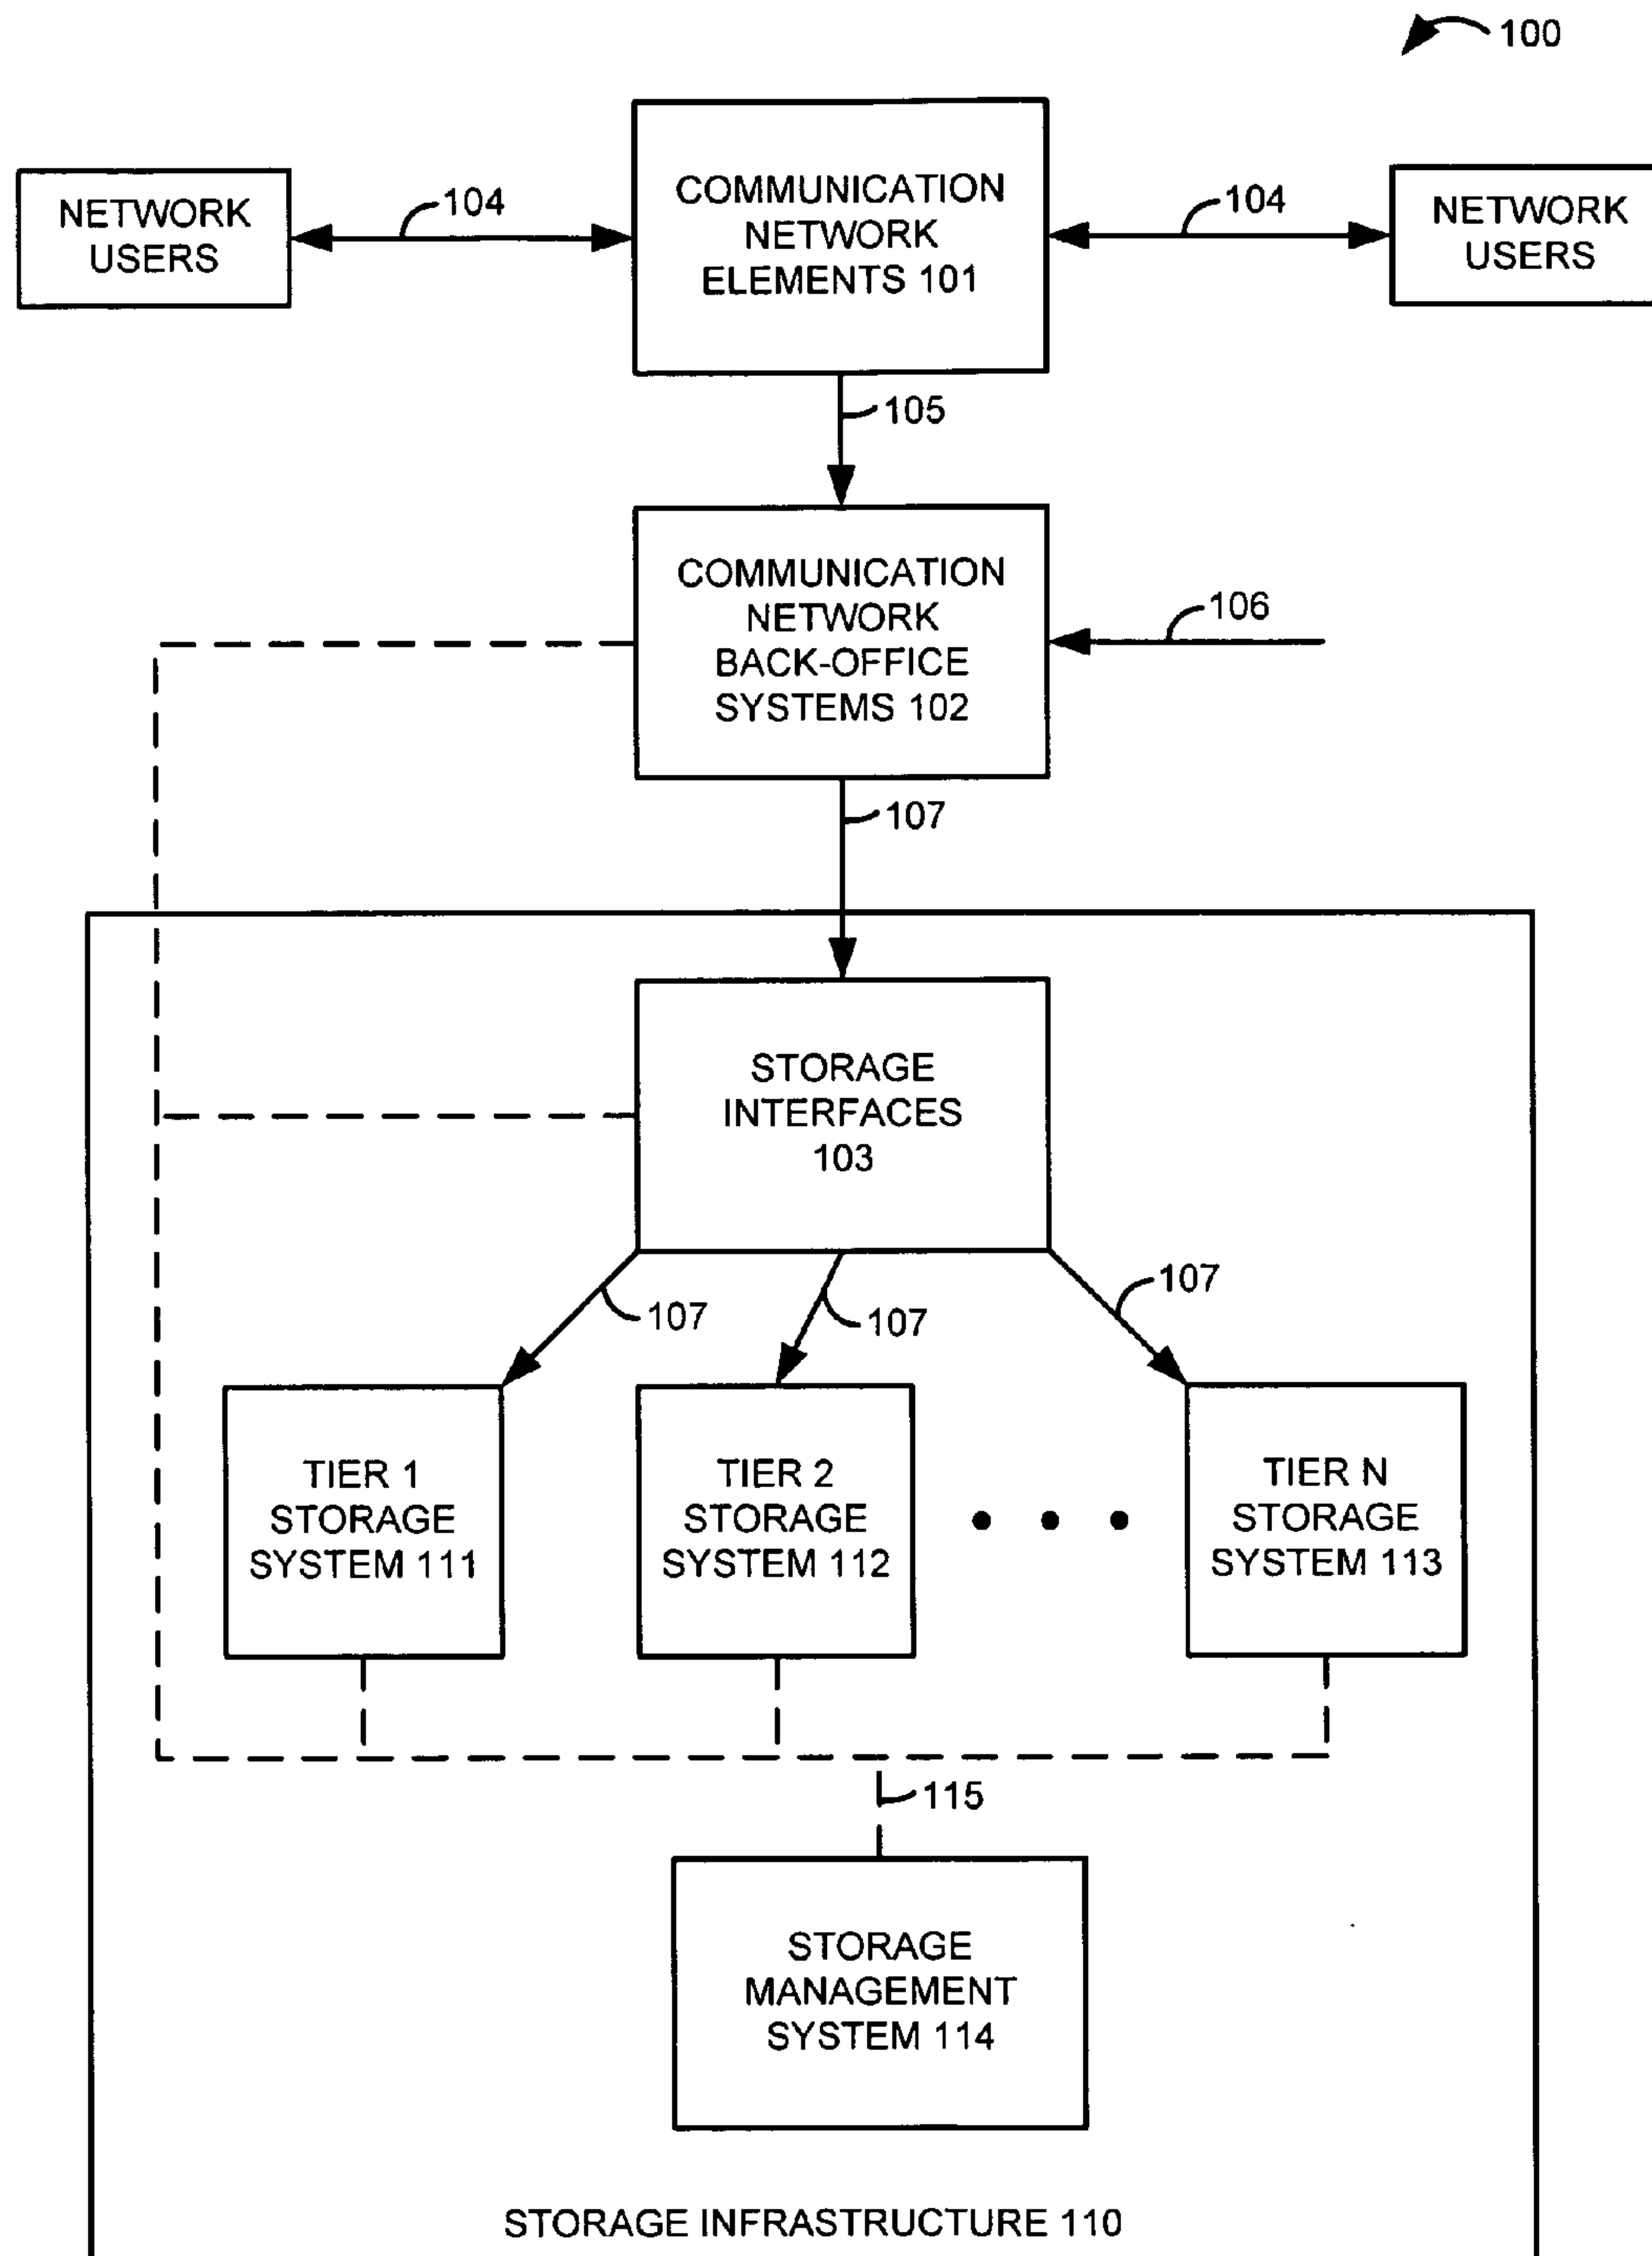 100
COMMUNICATION
NETWORK
ELEMENTS 101
NETWORK
USERS
104
104
NETWORK
USERS
105
COMMUNICATION
NETWORK
BACK-OFFICE
SYSTEMS 102
106
107
STORAGE
INTERFACES
103
107
107
107
TIER 1
STORAGE
SYSTEM 111
TIER 2
STORAGE
SYSTEM 112
TIER N
STORAGE
SYSTEM 113
115
STORAGE
MANAGEMENT
SYSTEM 114
STORAGE INFRASTRUCTURE 110